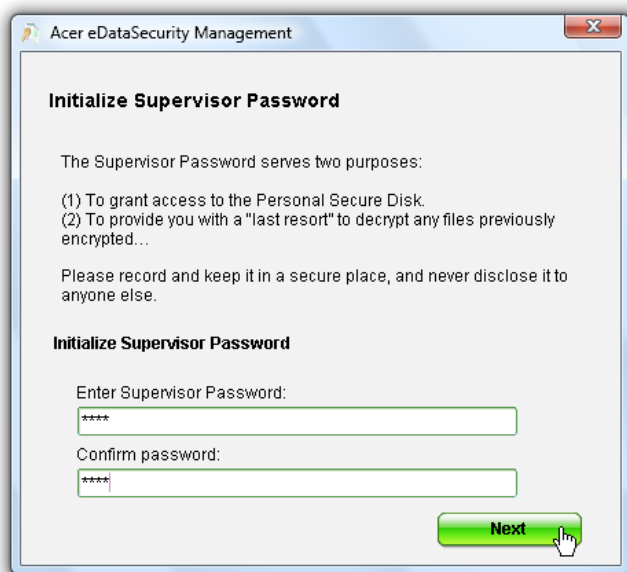 Acer eDataSecurity Management
Initialize Supervisor Password
The Supervisor Password serves two purposes:
(1) To grant access to the Personal Secure Disk.
(2) To provide you with a "last resort" to decrypt any files previously
encrypted...
Please record and keep it in a secure place, and never disclose it to
anyone else.
Initialize Supervisor Password
Enter Supervisor Password:
****
Confirm password:
****
Next